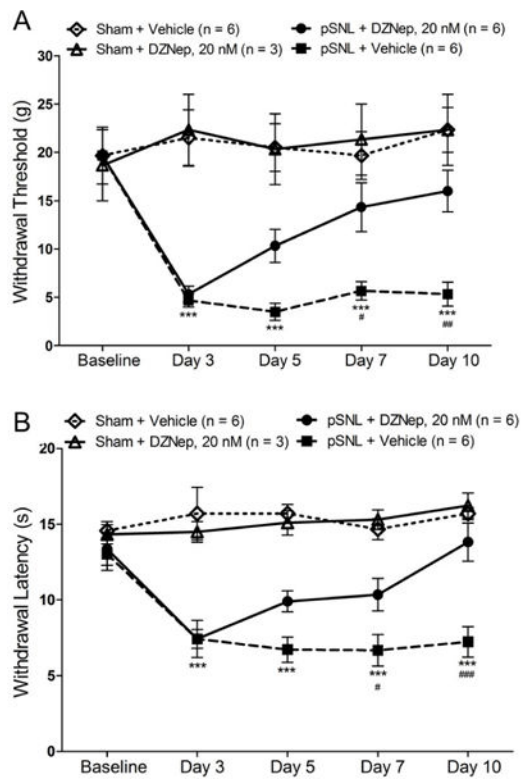 A
Sham + Vehicle (n = 6) pSNL + DZNep, 20 nM (n = 6)
Sham + DZNep, 20 nM (n = 3) pSNL + Vehicle (n = 6)
Withdrawal Threshold (g)
30
25
20
15
10
5
0
*** *** *** ***
# ##
Baseline Day 3 Day 5 Day 7 Day 10
B
Sham + Vehicle (n = 6) pSNL + DZNep, 20 nM (n = 6)
Sham + DZNep, 20 nM (n = 3) pSNL + Vehicle (n = 6)
Withdrawal Latency (s)
20
15
10
5
0
*** *** *** ***
# ###
Baseline Day 3 Day 5 Day 7 Day 10